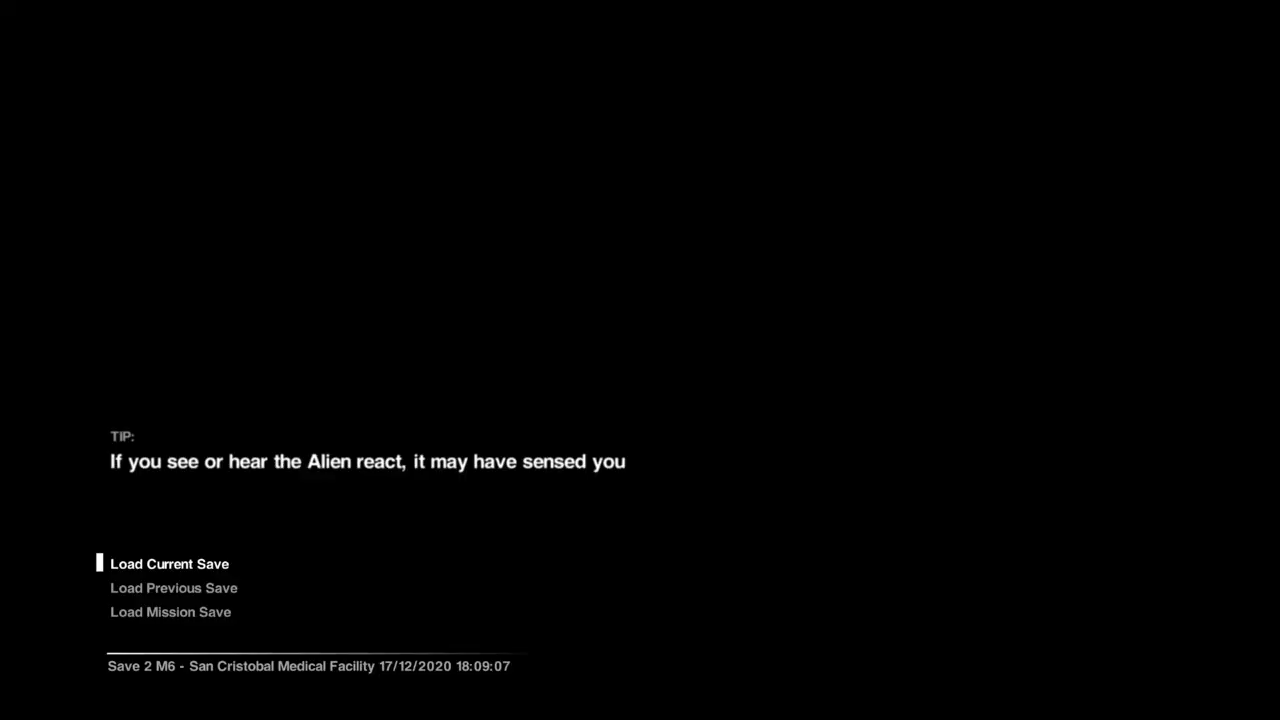 TIP:
If you see or hear the Alien react, it may have sensed you
Load Current Save
Load Previous Save
Load Mission Save
Save 2 M6 - San Cristobal Medical Facility 17/12/2020 18:09:07